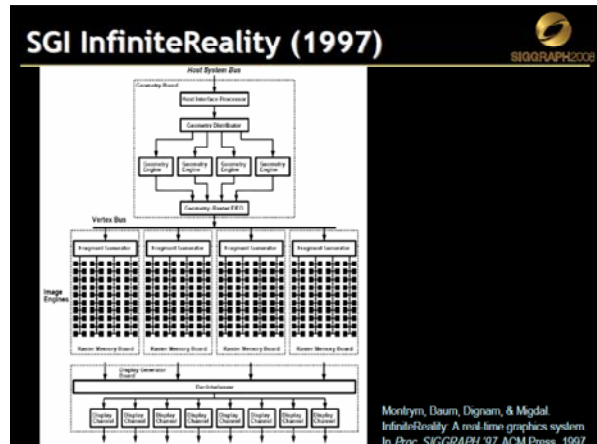 SGI InfiniteReality (1997)
SIGGRAPH2008
Host System Bus
Geometry Board
Host Interface Processor
Geometry Distributor
Geometry Engine
Geometry Engine
Geometry Engine
Geometry Engine
Geometry-Raster FIFO
Vertex Bus
Fragment Generator
Fragment Generator
Fragment Generator
Fragment Generator
Image Engines
Raster Memory Board
Raster Memory Board
Raster Memory Board
Raster Memory Board
Display Generator Board
Display Channel
Display Channel
Display Channel
Display Channel
Display Channel
Display Channel
Display Channel
Display Channel
Montrym, Baum, Dignam, & Migdal.
InfiniteReality: A real-time graphics system
In Proc. SIGGRAPH 97. ACM Press, 1997.